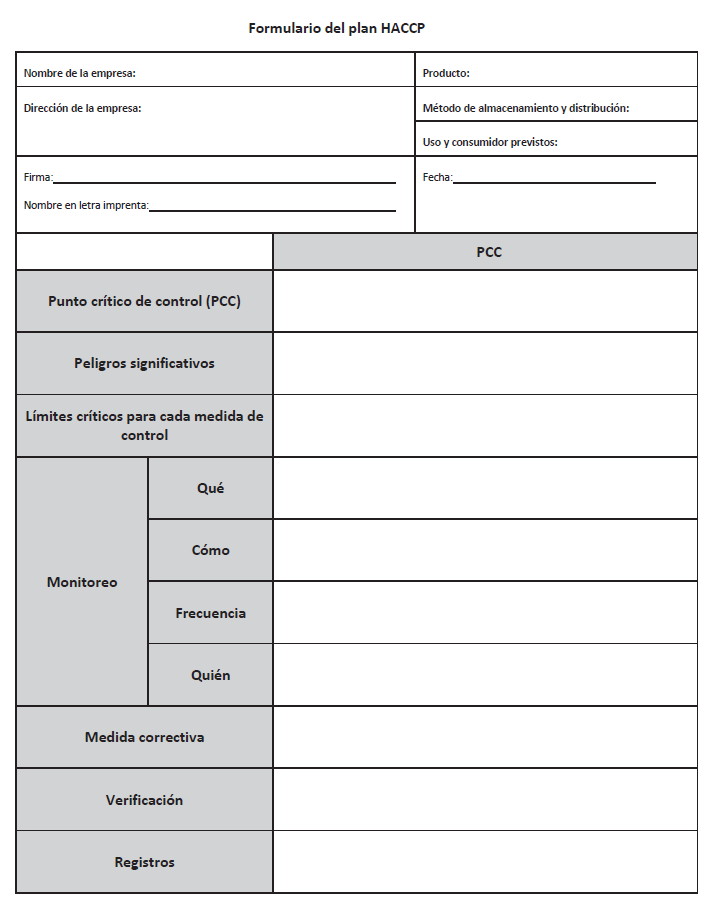 Formulario del plan HACCP
Nombre de la empresa:
Producto:
Dirección de la empresa:
Método de almacenamiento y distribución:
Uso y consumidor previstos:
Firma:
Fecha:
Nombre en letra imprenta:
PCC
Punto crítico de control (PCC)
Peligros significativos
Límites críticos para cada medida de
control
Monitoreo
Qué
Cómo
Frecuencia
Quién
Medida correctiva
Verificación
Registros